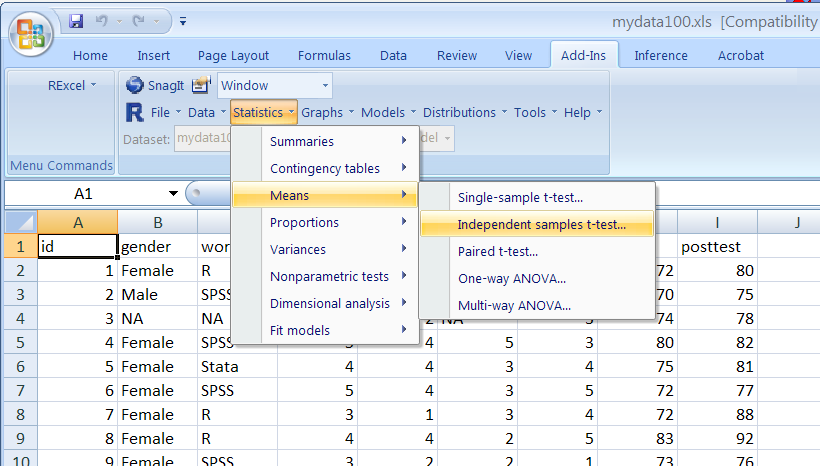 mydata100.xls [Compatibility
Home Insert Page Layout Formulas Data Review View Add-Ins Inference Acrobat
RExcel SnagIt Window
R File Data Statistics Graphs Models Distributions Tools Help
Dataset: mydata10 del
Menu Commands
Summaries
Contingency tables
Means
Proportions
Variances
Nonparametric tests
Dimensional analysis
Fit models
Single-sample t-test...
Independent samples t-test...
Paired t-test...
One-way ANOVA...
Multi-way ANOVA...
A1
A B I J
1 id gender wor posttest
2 1 Female R 72 80
3 2 Male SPSS 70 75
4 3 NA NA 2 NA 3 74 78
5 4 Female SPSS 5 4 5 3 80 82
6 5 Female Stata 4 4 3 4 75 81
7 6 Female SPSS 5 4 3 5 72 77
8 7 Female R 3 1 3 4 72 88
9 8 Female R 4 4 2 5 83 92
10 9 Female SPSS 3 2 2 1 73 76